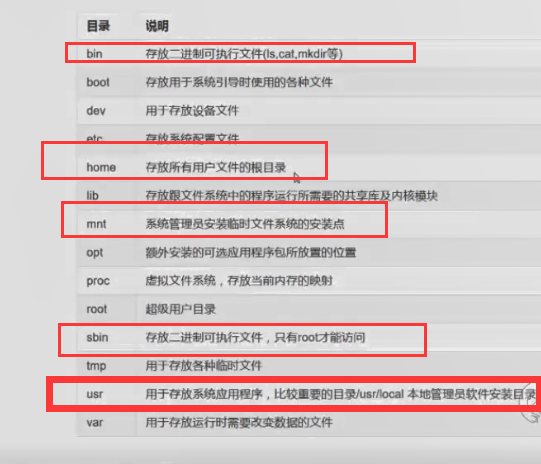 目录 说明
bin 存放二进制可执行文件(ls,cat,mkdir等)
boot 存放用于系统引导时使用的各种文件
dev 用于存放设备文件
etc 存放系统配置文件
home 存放所有用户文件的根目录
lib 存放跟文件系统中的程序运行所需要的共享库及内核模块
mnt 系统管理员安装临时文件系统的安装点
opt 额外安装的可选应用程序包所放置的位置
proc 虚拟文件系统，存放当前内存的映射
root 超级用户目录
sbin 存放二进制可执行文件，只有root才能访问
tmp 用于存放各种临时文件
usr 用于存放系统应用程序，比较重要的目录/usr/local 本地管理员软件安装目录
var 用于存放运行时需要改变数据的文件